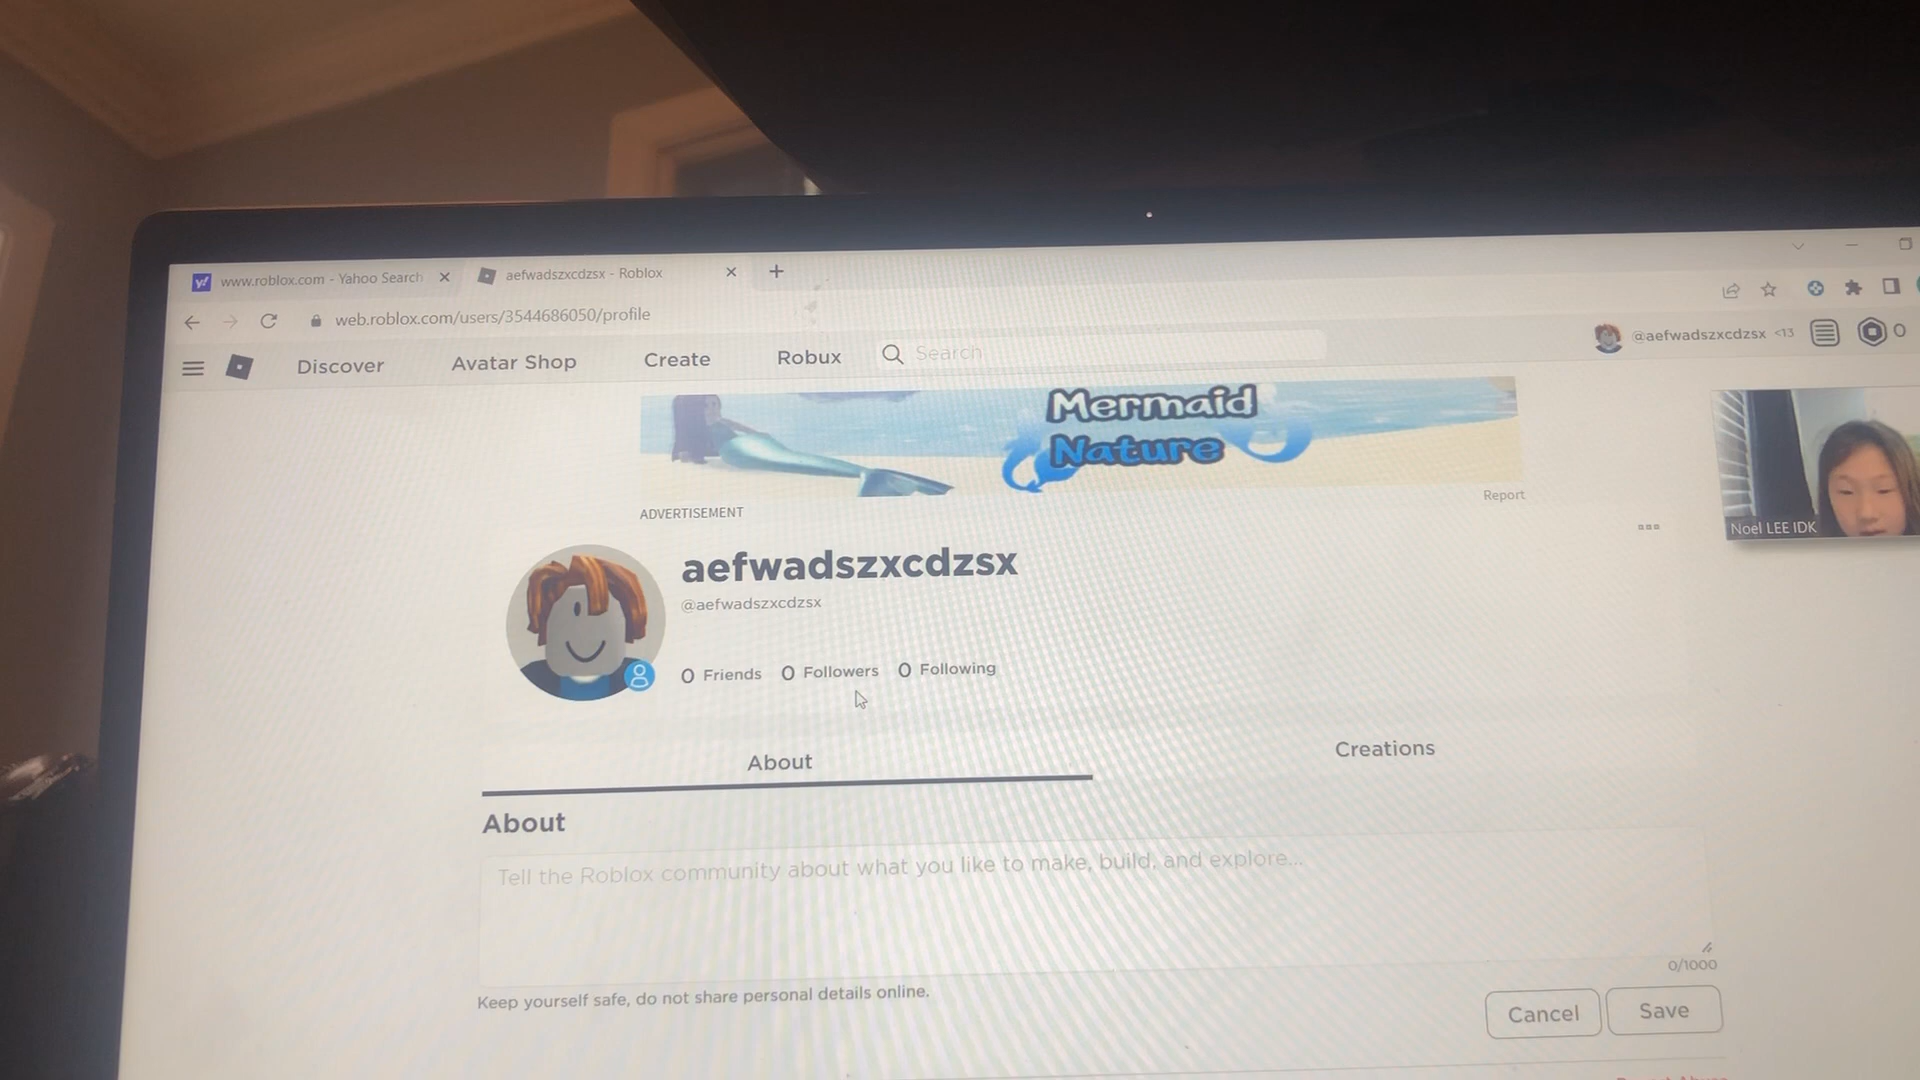 www.roblox.com - Yahoo Search
aefwadszxcdzsx - Roblox
web.roblox.com/users/3544686050/profile
Discover
Avatar Shop
Create
Robux
Search
@aefwadszxcdzsx <13
0
Mermaid
Nature
ADVERTISEMENT
Report
Noel LEE IDK
aefwadszxcdzsx
@aefwadszxcdzsx
0 Friends 0 Followers 0 Following
About
Creations
About
Tell the Roblox community about what you like to make, build, and explore...
0/1000
Keep yourself safe, do not share personal details online.
Cancel
Save